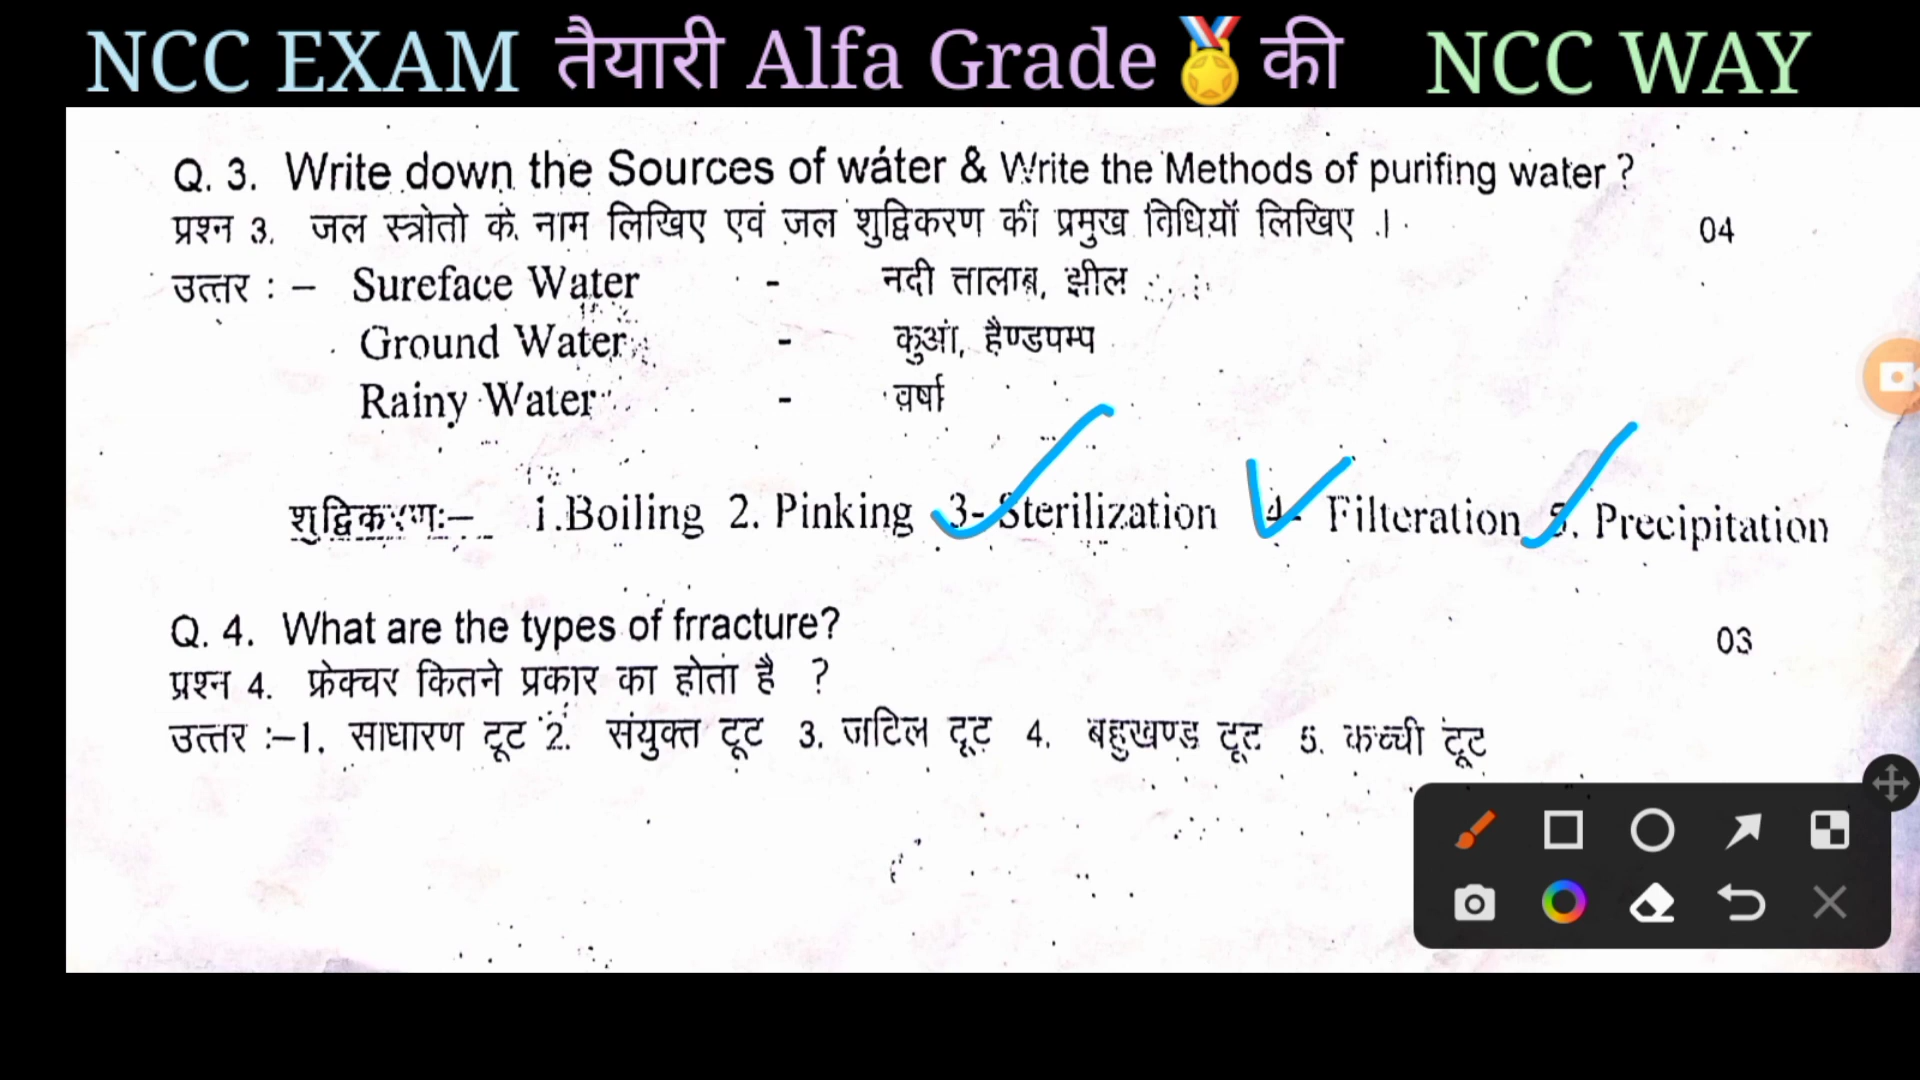 NCC EXAM तैयारी Alfa Grade🏅की NCC WAY
Q. 3. Write down the Sources of water & Write the Methods of purifing water ?
प्रश्न 3. जल स्त्रोतो के नाम लिखिए एवं जल शुद्धिकरण की प्रमुख विधियॉ लिखिए । 04
उत्तर : – Sureface Water - नदी तालाब, झील
Ground Water - कुआं, हैण्डपम्प
Rainy Water - वर्षा
शुद्धिकरणः– 1.Boiling 2. Pinking 3- Sterilization 4- Filteration 5. Precipitation
Q. 4. What are the types of frracture? 03
प्रश्न 4. फ्रेक्चर कितने प्रकार का होता है ?
उत्तर :–1. साधारण टूट 2. संयुक्त टूट 3. जटिल टूट 4. बहुखण्ड टूट 5. कच्ची टूट